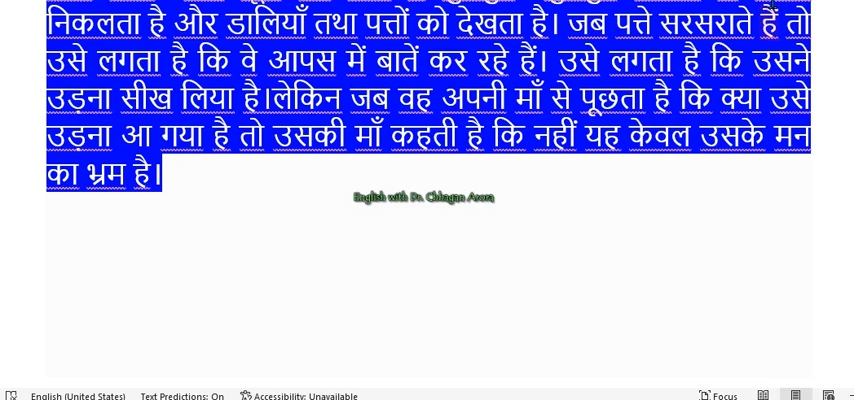 निकलता है और डालियाँ तथा पत्तों को देखता है। जब पत्ते सरसराते हैं तो
उसे लगता है कि वे आपस में बातें कर रहे हैं। उसे लगता है कि उसने
उड़ना सीख लिया है।लेकिन जब वह अपनी माँ से पूछता है कि क्या उसे
उड़ना आ गया है तो उसकी माँ कहती है कि नहीं यह केवल उसके मन
का भ्रम है।
English with Dr. Chhagan Arora
English (United States) Text Predictions: On Accessibility: Unavailable Focus